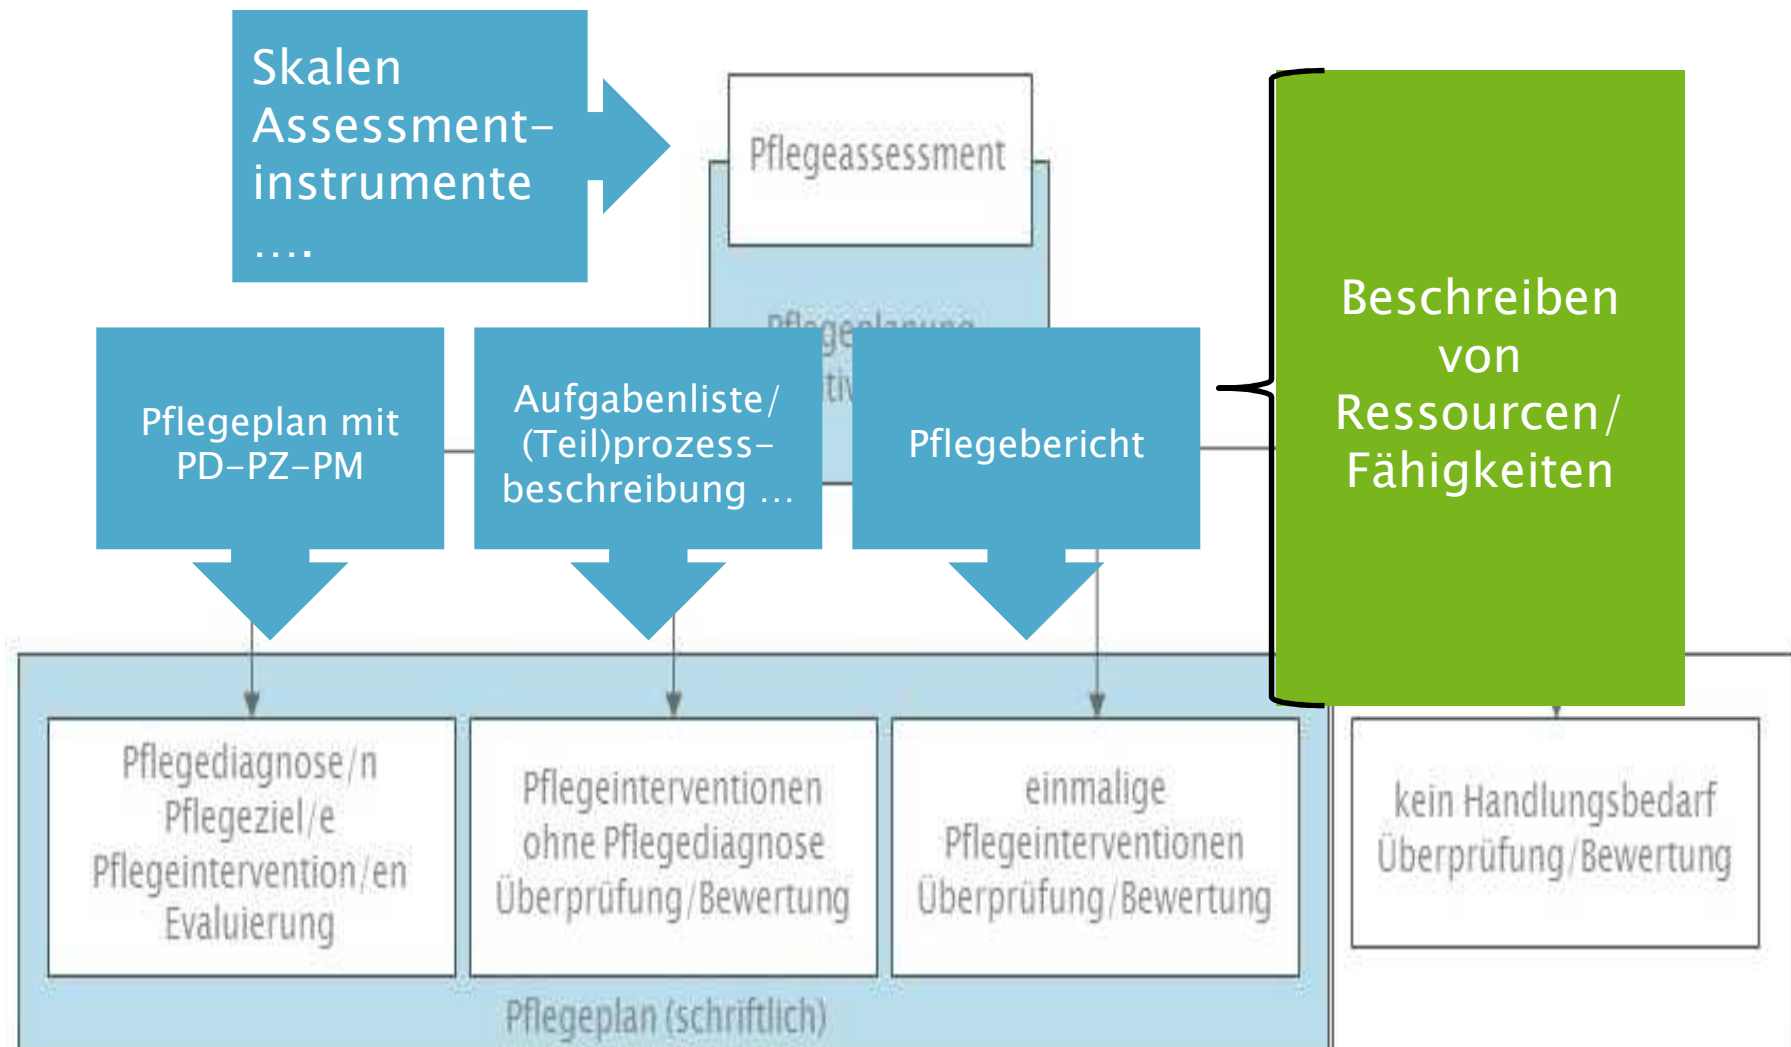 Skalen
Assessment-
instrumente
....
Pflegeassessment
Pflegeplanung
Beschreiben
von
Ressourcen/
Fähigkeiten
Pflegeplan mit
PD-PZ-PM
Aufgabenliste/
(Teil)prozess-
beschreibung ...
Pflegebericht
Pflegediagnose/n
Pflegeziel/e
Pflegeintervention/en
Evaluierung
Pflegeinterventionen
ohne Pflegediagnose
Überprüfung/Bewertung
einmalige
Pflegeinterventionen
Überprüfung/Bewertung
kein Handlungsbedarf
Überprüfung/Bewertung
Pflegeplan (schriftlich)